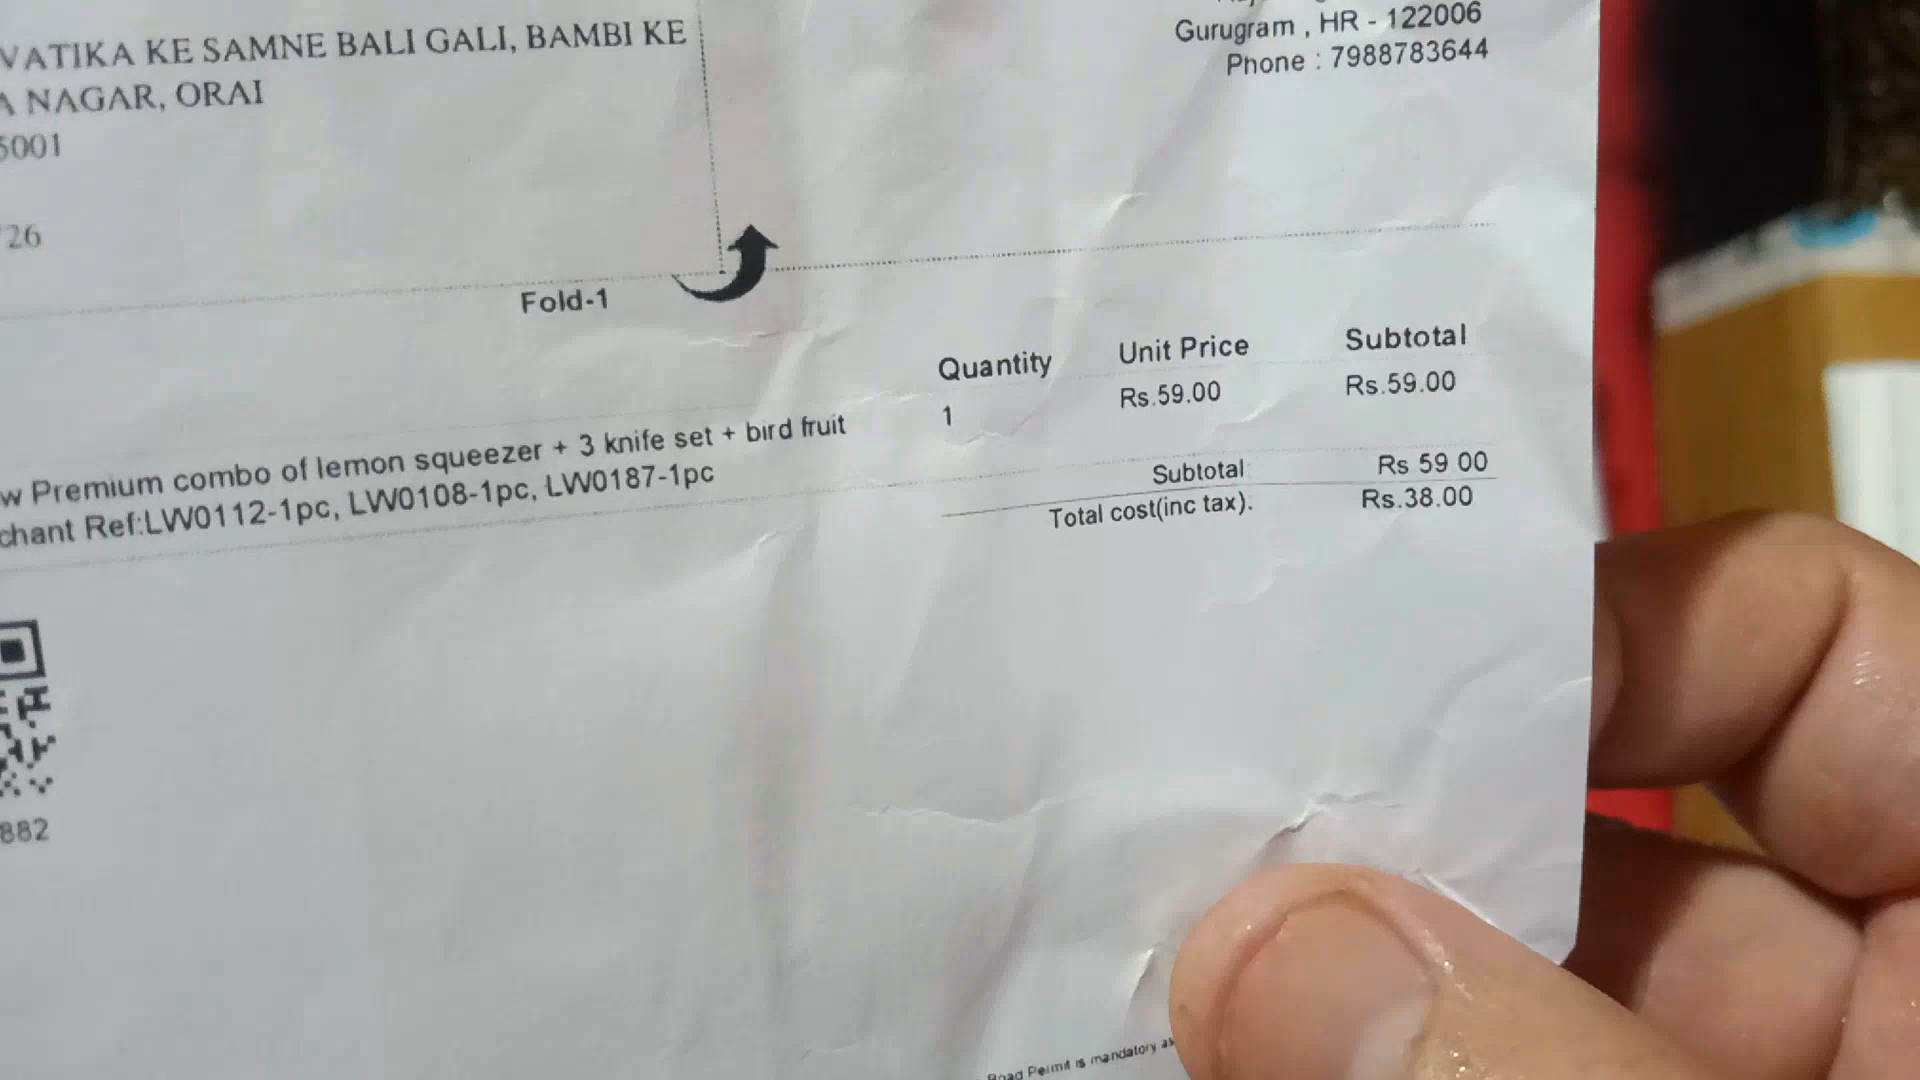 VATIKA KE SAMNE BALI GALI, BAMBI KE
NAGAR, ORAI
5001
26
Gurugram , HR - 122006
Phone : 7988783644
Fold-1
Quantity Unit Price Subtotal
1 Rs.59.00 Rs.59.00
w Premium combo of lemon squeezer + 3 knife set + bird fruit
chant Ref:LW0112-1pc, LW0108-1pc, LW0187-1pc
Subtotal: Rs 59 00
Total cost(inc tax). Rs.38.00
882
Road Permit is mandatory